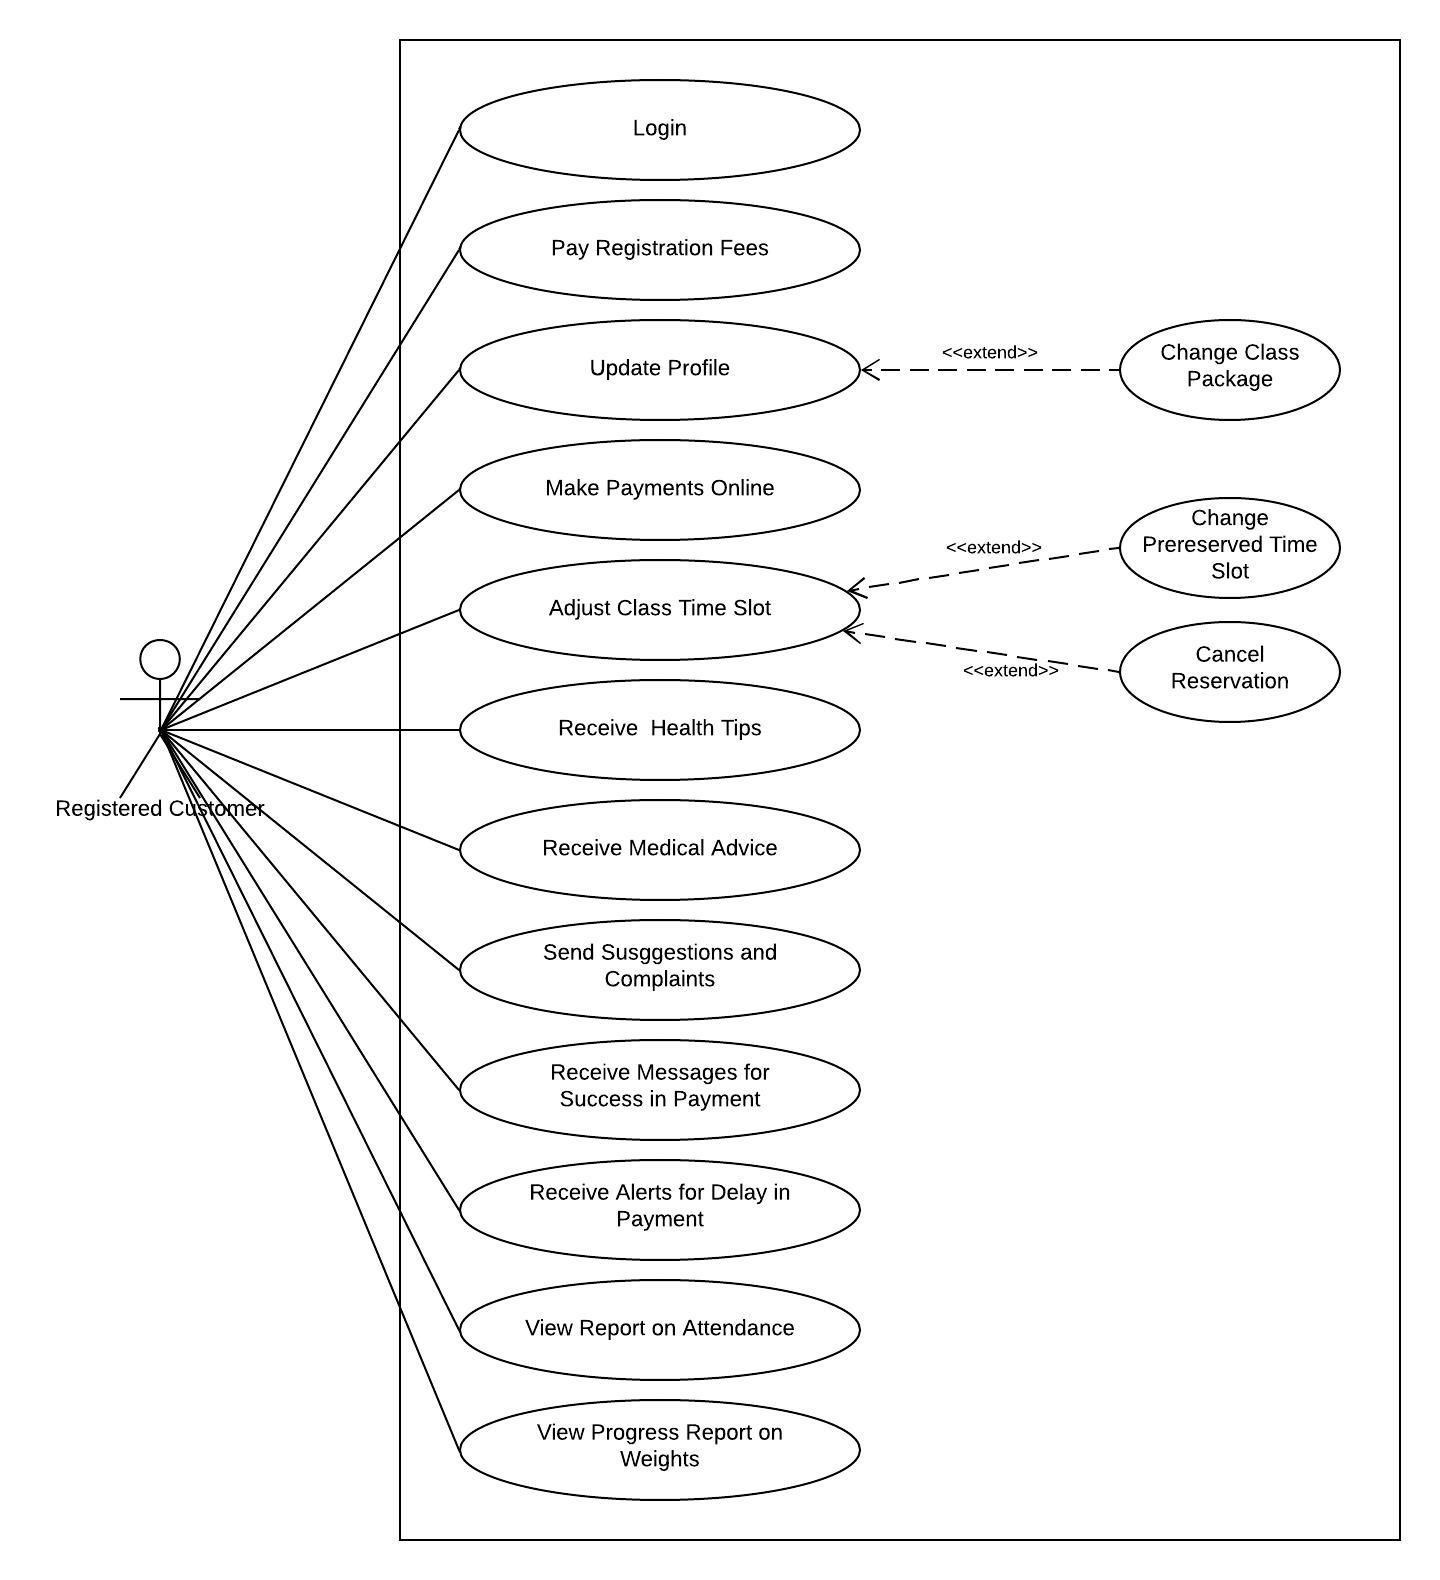 Login
Pay Registration Fees
Update Profile
<<extend>>
Change Class
Package
Make Payments Online
Adjust Class Time Slot
<<extend>>
Change
Prereserved Time
Slot
<<extend>>
Cancel
Reservation
Receive  Health Tips
Registered Customer
Receive Medical Advice
Send Susggestions and
Complaints
Receive Messages for
Success in Payment
Receive Alerts for Delay in
Payment
View Report on Attendance
View Progress Report on
Weights